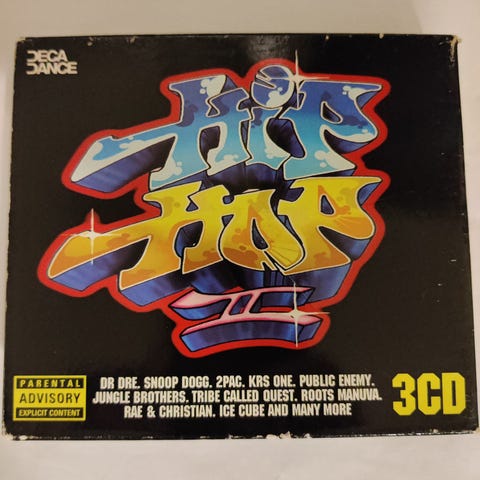 DECA
DANCE
HIP
HOP
II
DR DRE. SNOOP DOGG. 2PAC. KRS ONE. PUBLIC ENEMY.
JUNGLE BROTHERS. TRIBE CALLED QUEST. ROOTS MANUVA.
RAE & CHRISTIAN. ICE CUBE AND MANY MORE
PARENTAL
ADVISORY
EXPLICIT CONTENT
3CD